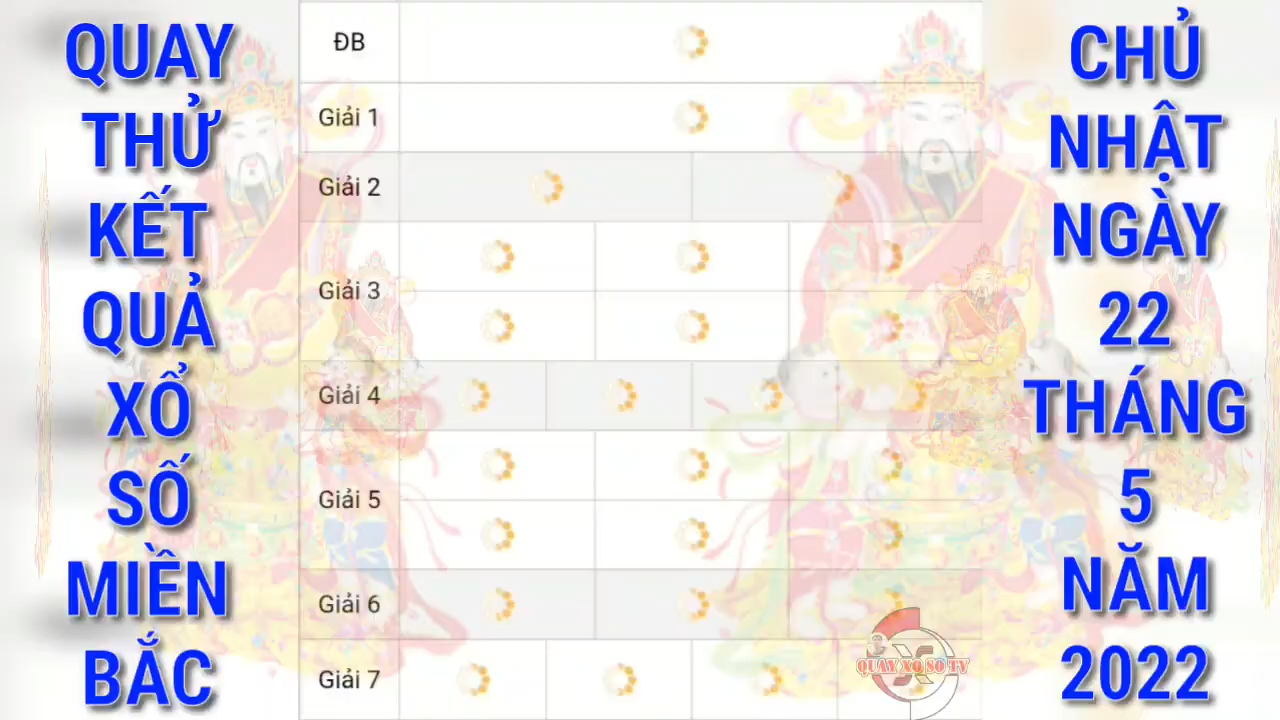 QUAY
THỬ
KẾT
QUẢ
XỔ
SỐ
MIỀN
BẮC
ĐB
Giải 1
Giải 2
Giải 3
Giải 4
Giải 5
Giải 6
Giải 7
CHỦ
NHẬT
NGÀY
22
THÁNG
5
NĂM
2022
QUAY XO SO TV